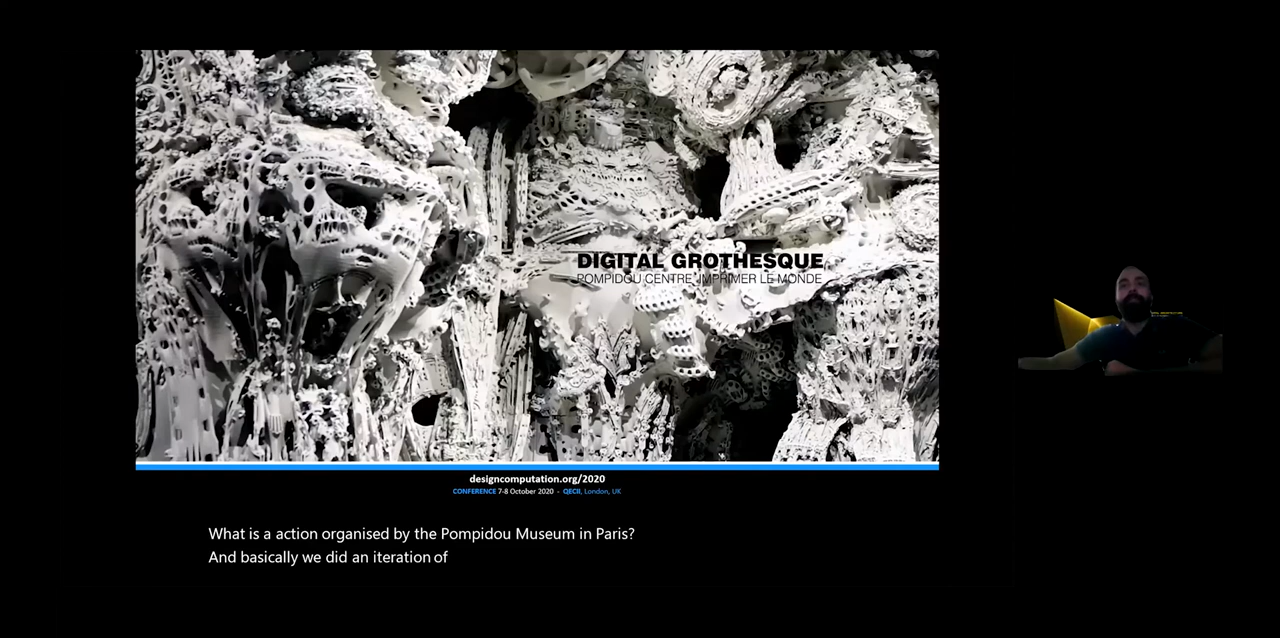 DIGITAL GROTHESQUE
POMPIDOU CENTRE, IMPRIMER LE MONDE
designcomputation.org/2020
CONFERENCE 7-8 October 2020 - QECII, London, UK
What is a action organised by the Pompidou Museum in Paris?
And basically we did an iteration of